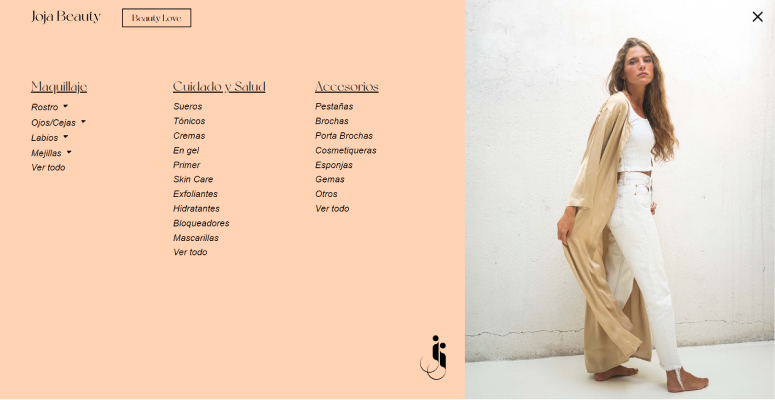 Joja Beauty
Beauty Love
Maquillaje
Rostro
Ojos/Cejas
Labios
Mejillas
Ver todo
Cuidado y Salud
Sueros
Tónicos
Cremas
En gel
Primer
Skin Care
Exfoliantes
Hidratantes
Bloqueadores
Mascarillas
Ver todo
Accesorios
Pestañas
Brochas
Porta Brochas
Cosmetiqueras
Esponjas
Gemas
Otros
Ver todo